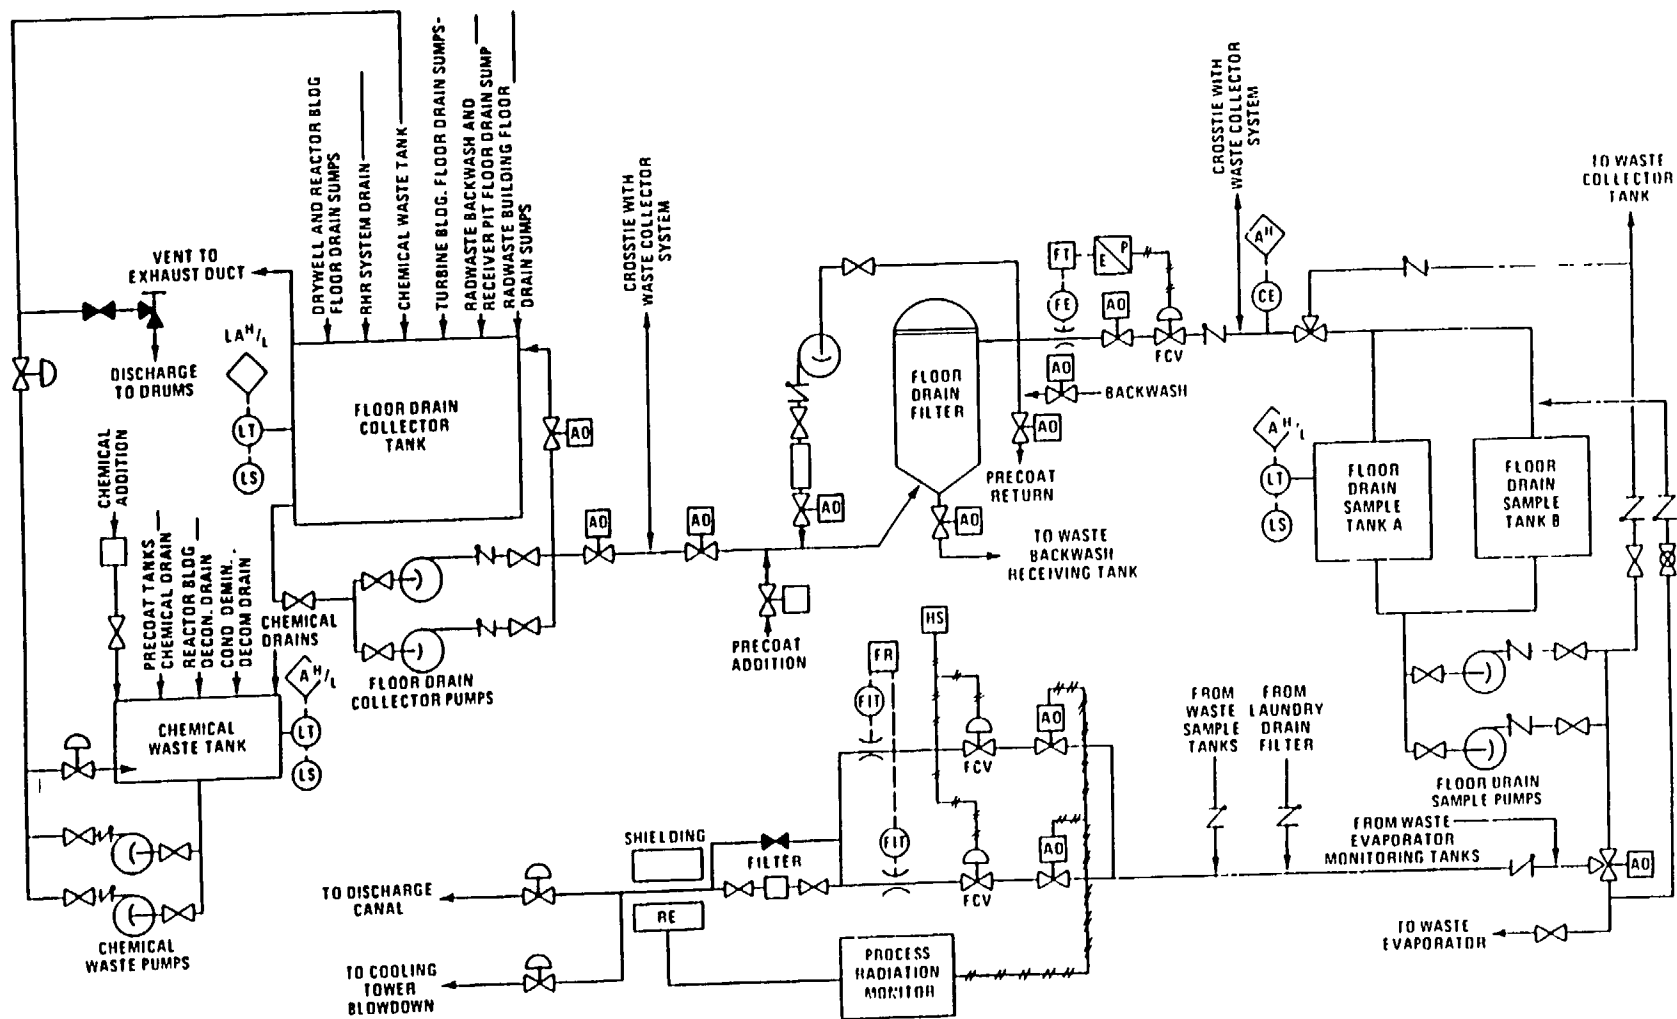 DRYWELL AND REACTOR BLDG
FLOOR DRAIN SUMPS
RHR SYSTEM DRAIN
CHEMICAL WASTE TANK
TURBINE BLDG. FLOOR DRAIN SUMPS
RADWASTE BACKWASH AND
RECEIVER PIT FLOOR DRAIN SUMP
RADWASTE BUILDING FLOOR
DRAIN SUMPS
VENT TO
EXHAUST DUCT
DISCHARGE
TO DRUMS
LA H/L
LT
LS
FLOOR DRAIN
COLLECTOR
TANK
AO
CHEMICAL
ADDITION
PRECOAT TANKS
CHEMICAL DRAIN
REACTOR BLDG
DECON. DRAIN
COND DEMIN.
DECOM DRAIN
CHEMICAL
DRAINS
A H/L
LT
LS
CHEMICAL
WASTE TANK
CHEMICAL
WASTE PUMPS
FLOOR DRAIN
COLLECTOR PUMPS
CROSSTIE WITH
WASTE COLLECTOR
SYSTEM
AO
AO
AO
PRECOAT
ADDITION
FLOOR
DRAIN
FILTER
AO
TO WASTE
BACKWASH
RECEIVING TANK
FT
E P
FE
AO
FCV
AO
BACKWASH
AO
PRECOAT
RETURN
CROSSTIE WITH
WASTE COLLECTOR
SYSTEM
A H
CE
TO WASTE
COLLECTOR
TANK
A H/L
LT
LS
FLOOR
DRAIN
SAMPLE
TANK A
FLOOR
DRAIN
SAMPLE
TANK B
FLOOR DRAIN
SAMPLE PUMPS
HS
FR
FIT
FCV
AO
FIT
FCV
AO
FROM
WASTE
SAMPLE
TANKS
FROM
LAUNDRY
DRAIN
FILTER
FROM WASTE
EVAPORATOR
MONITORING TANKS
AO
TO WASTE
EVAPORATOR
SHIELDING
FILTER
RE
TO DISCHARGE
CANAL
TO COOLING
TOWER
BLOWDOWN
PROCESS
RADIATION
MONITOR